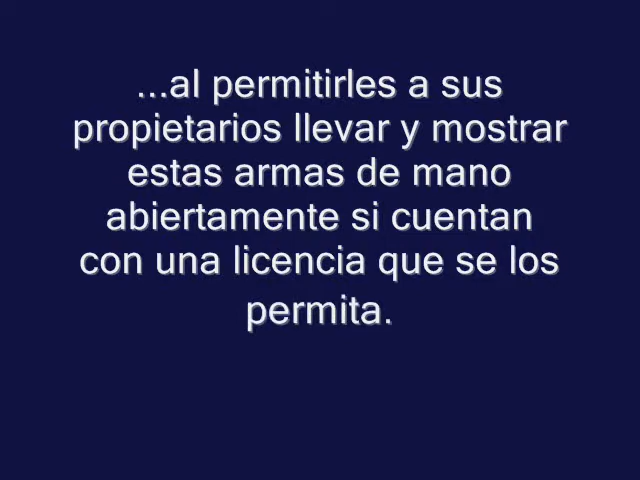 ...al permitirles a sus
propietarios llevar y mostrar
estas armas de mano
abiertamente si cuentan
con una licencia que se los
permita.